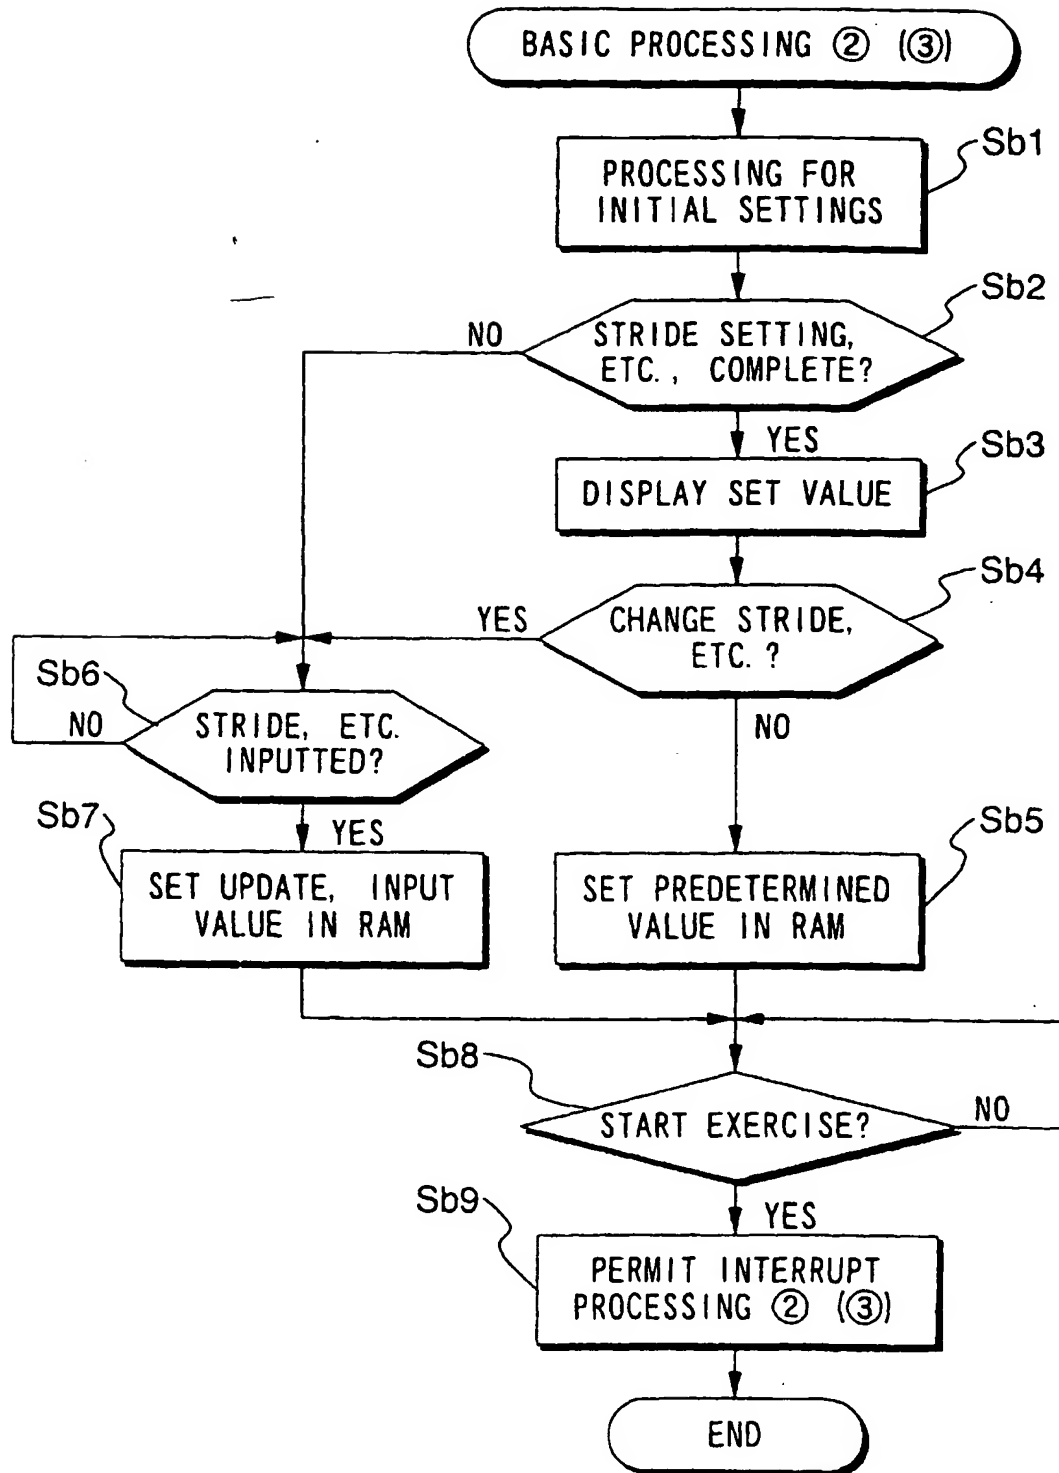 BASIC PROCESSING ② (③)
Sb1
PROCESSING FOR
INITIAL SETTINGS
Sb2
NO
STRIDE SETTING,
ETC., COMPLETE?
YES
Sb3
DISPLAY SET VALUE
Sb4
YES
CHANGE STRIDE,
ETC.?
Sb6
NO
STRIDE, ETC.
INPUTTED?
NO
Sb7
YES
Sb5
SET UPDATE, INPUT
VALUE IN RAM
SET PREDETERMINED
VALUE IN RAM
Sb8
START EXERCISE?
NO
Sb9
YES
PERMIT INTERRUPT
PROCESSING ② (③)
END